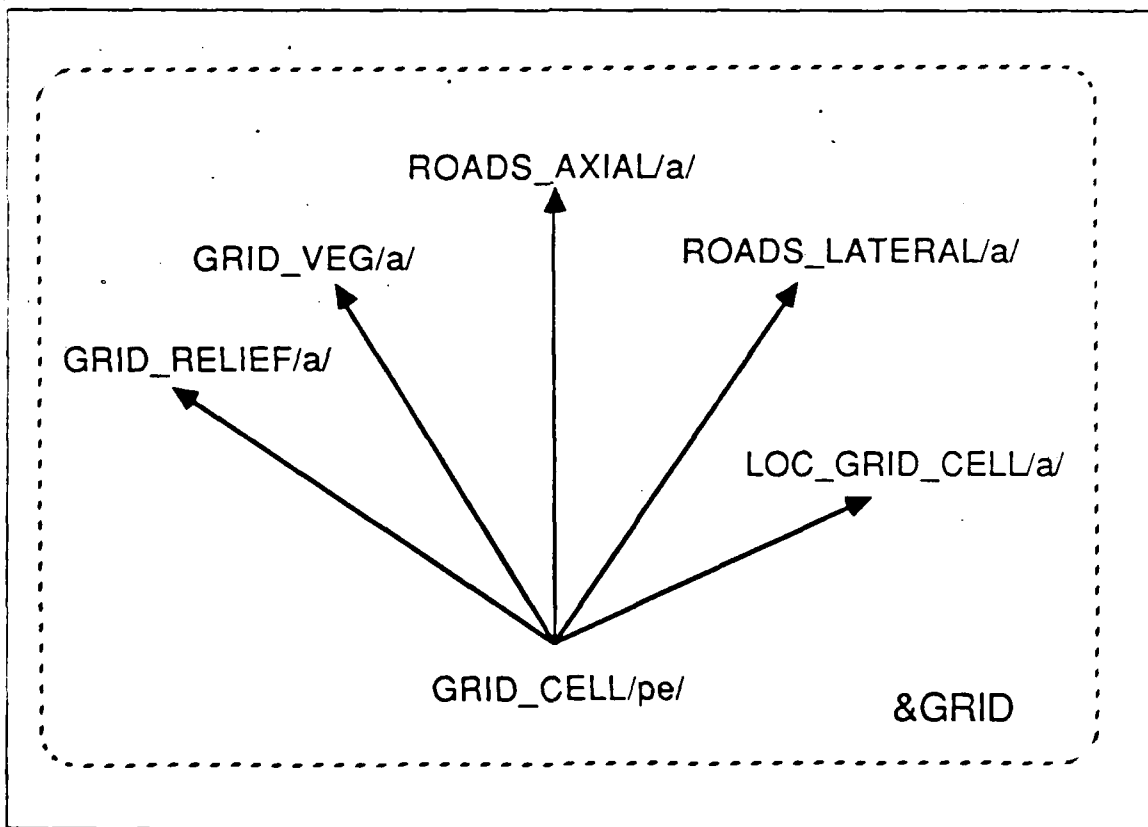 ROADS_AXIAL/a/
GRID_VEG/a/
ROADS_LATERAL/a/
GRID_RELIEF/a/
LOC_GRID_CELL/a/
GRID_CELL/pe/
&GRID